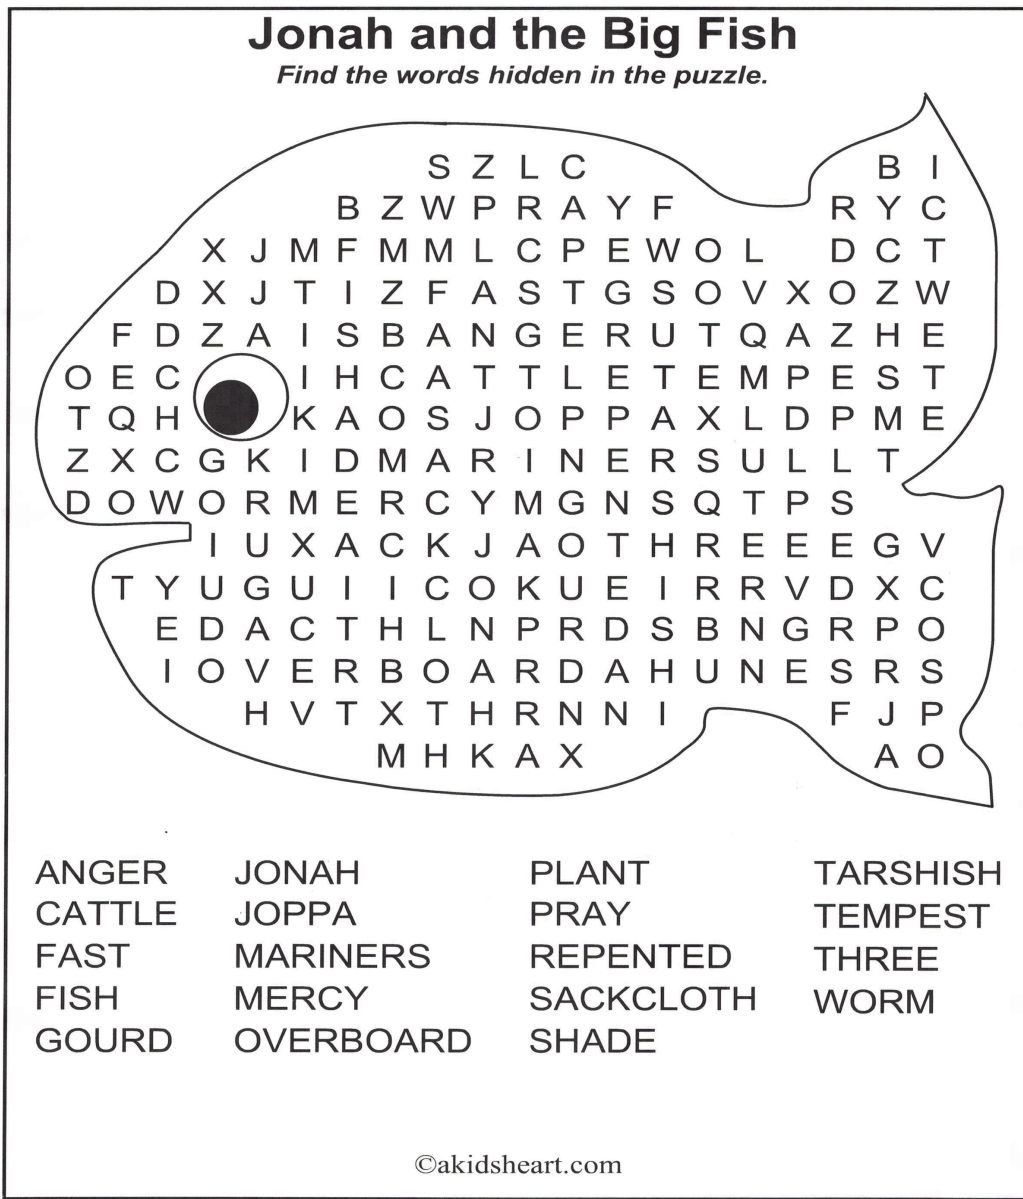 Jonah and the Big Fish
Find the words hidden in the puzzle.
S Z L C B I
B Z W P R A Y F R Y C
X J M F M M L C P E W O L D C T
D X J T I Z F A S T G S O V X O Z W
F D Z A I S B A N G E R U T Q A Z H E
O E C I H C A T T L E T E M P E S T
T Q H K A O S J O P P A X L D P M E
Z X C G K I D M A R I N E R S U L L T
D O W O R M E R C Y M G N S Q T P S
I U X A C K J A O T H R E E E G V
T Y U G U I I C O K U E I R R V D X C
E D A C T H L N P R D S B N G R P O
I O V E R B O A R D A H U N E S R S
H V T X T H R N N I F J P
M H K A X A O
ANGER JONAH PLANT TARSHISH
CATTLE JOPPA PRAY TEMPEST
FAST MARINERS REPENTED THREE
FISH MERCY SACKCLOTH WORM
GOURD OVERBOARD SHADE
©akidsheart.com